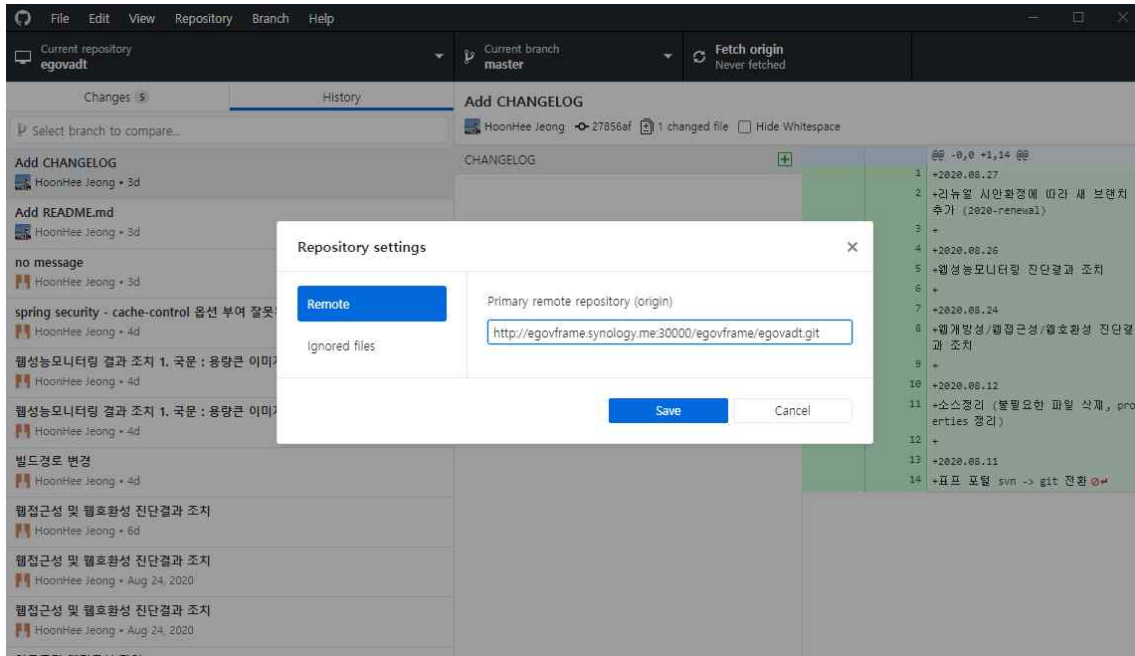 File Edit View Repository Branch Help
Current repository
egovadt
Current branch
master
Fetch origin
Never fetched
Changes 5
History
Select branch to compare...
Add CHANGELOG
HoonHee Jeong • 3d
Add README.md
HoonHee Jeong • 3d
no message
HoonHee Jeong • 3d
spring security - cache-control 옵션 부여 잘못
HoonHee Jeong • 4d
웹성능모니터링 결과 조치 1. 국문 : 용량큰 이미지
HoonHee Jeong • 4d
웹성능모니터링 결과 조치 1. 국문 : 용량큰 이미지
HoonHee Jeong • 4d
빌드경로 변경
HoonHee Jeong • 4d
웹접근성 및 웹호환성 진단결과 조치
HoonHee Jeong • 6d
웹접근성 및 웹호환성 진단결과 조치
HoonHee Jeong • Aug 24, 2020
웹접근성 및 웹호환성 진단결과 조치
HoonHee Jeong • Aug 24, 2020
Add CHANGELOG
HoonHee Jeong 27856af 1 changed file Hide Whitespace
CHANGELOG
@@ -0,0 +1,14 @@
1 +2020.08.27
2 +리뉴얼 시안확정에 따라 새 브랜치
추가 (2020-renewal)
3 +
4 +2020.08.26
5 +웹성능모니터링 진단결과 조치
6 +
7 +2020.08.24
8 +웹개방성/웹접근성/웹호환성 진단결
과 조치
9 +
10 +2020.08.12
11 +소스정리 (불필요한 파일 삭제, pro
erties 정리)
12 +
13 +2020.08.11
14 +표프 포털 svn -> git 전환
Repository settings
Remote
Ignored files
Primary remote repository (origin)
http://egovframe.synology.me:30000/egovframe/egovadt.git
Save
Cancel